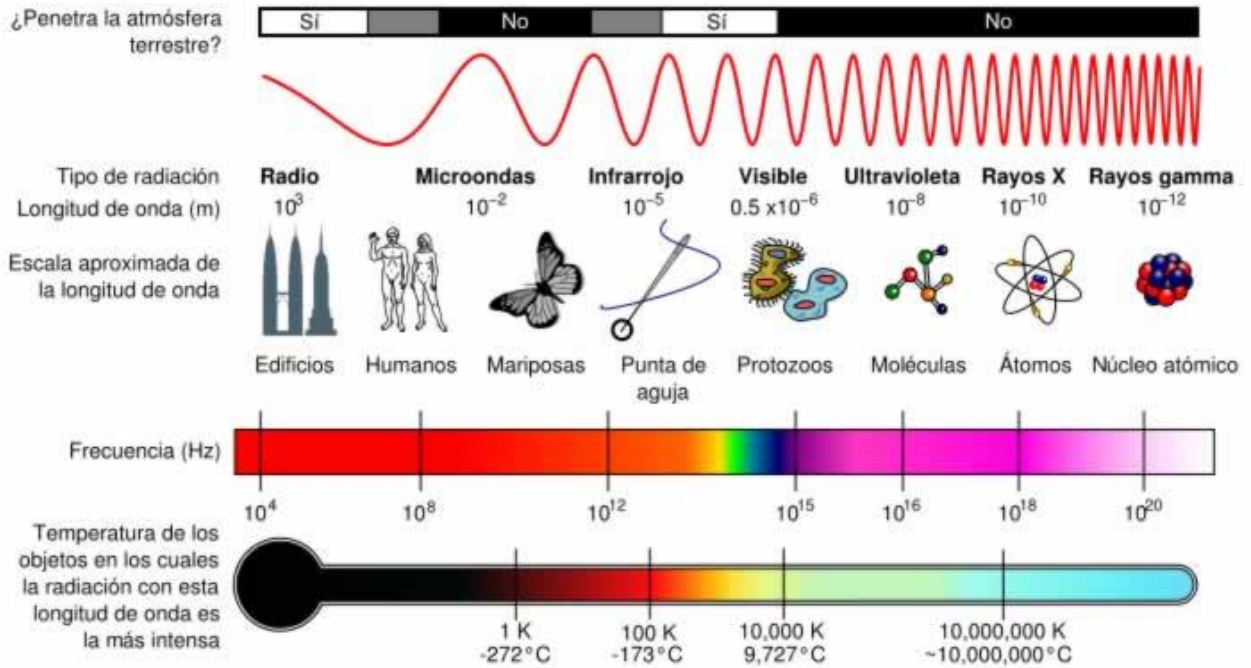 ¿Penetra la atmósfera
terrestre?
Sí
No
Sí
No
Tipo de radiación
Radio
Microondas
Infrarrojo
Visible
Ultravioleta
Rayos X
Rayos gamma
Longitud de onda (m)
10³
10⁻²
10⁻⁵
0.5 x10⁻⁶
10⁻⁸
10⁻¹⁰
10⁻¹²
Escala aproximada de
la longitud de onda
Edificios
Humanos
Mariposas
Punta de
aguja
Protozoos
Moléculas
Átomos
Núcleo atómico
Frecuencia (Hz)
10⁴
10⁸
10¹²
10¹⁵
10¹⁶
10¹⁸
10²⁰
Temperatura de los
objetos en los cuales
la radiación con esta
longitud de onda es
la más intensa
1 K
-272°C
100 K
-173°C
10,000 K
9,727°C
10,000,000 K
~10,000,000°C